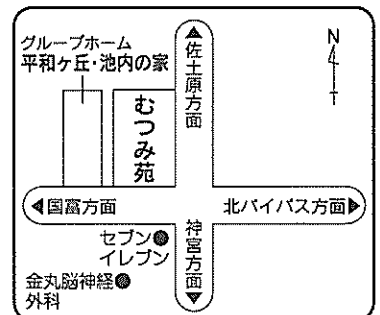 グループホーム
平和ヶ丘・池内の家
むつみ苑
▲佐土原方面
N
◀国富方面
北バイパス方面▶
神宮方面▼
セブン
イレブン
金丸脳神経
外科